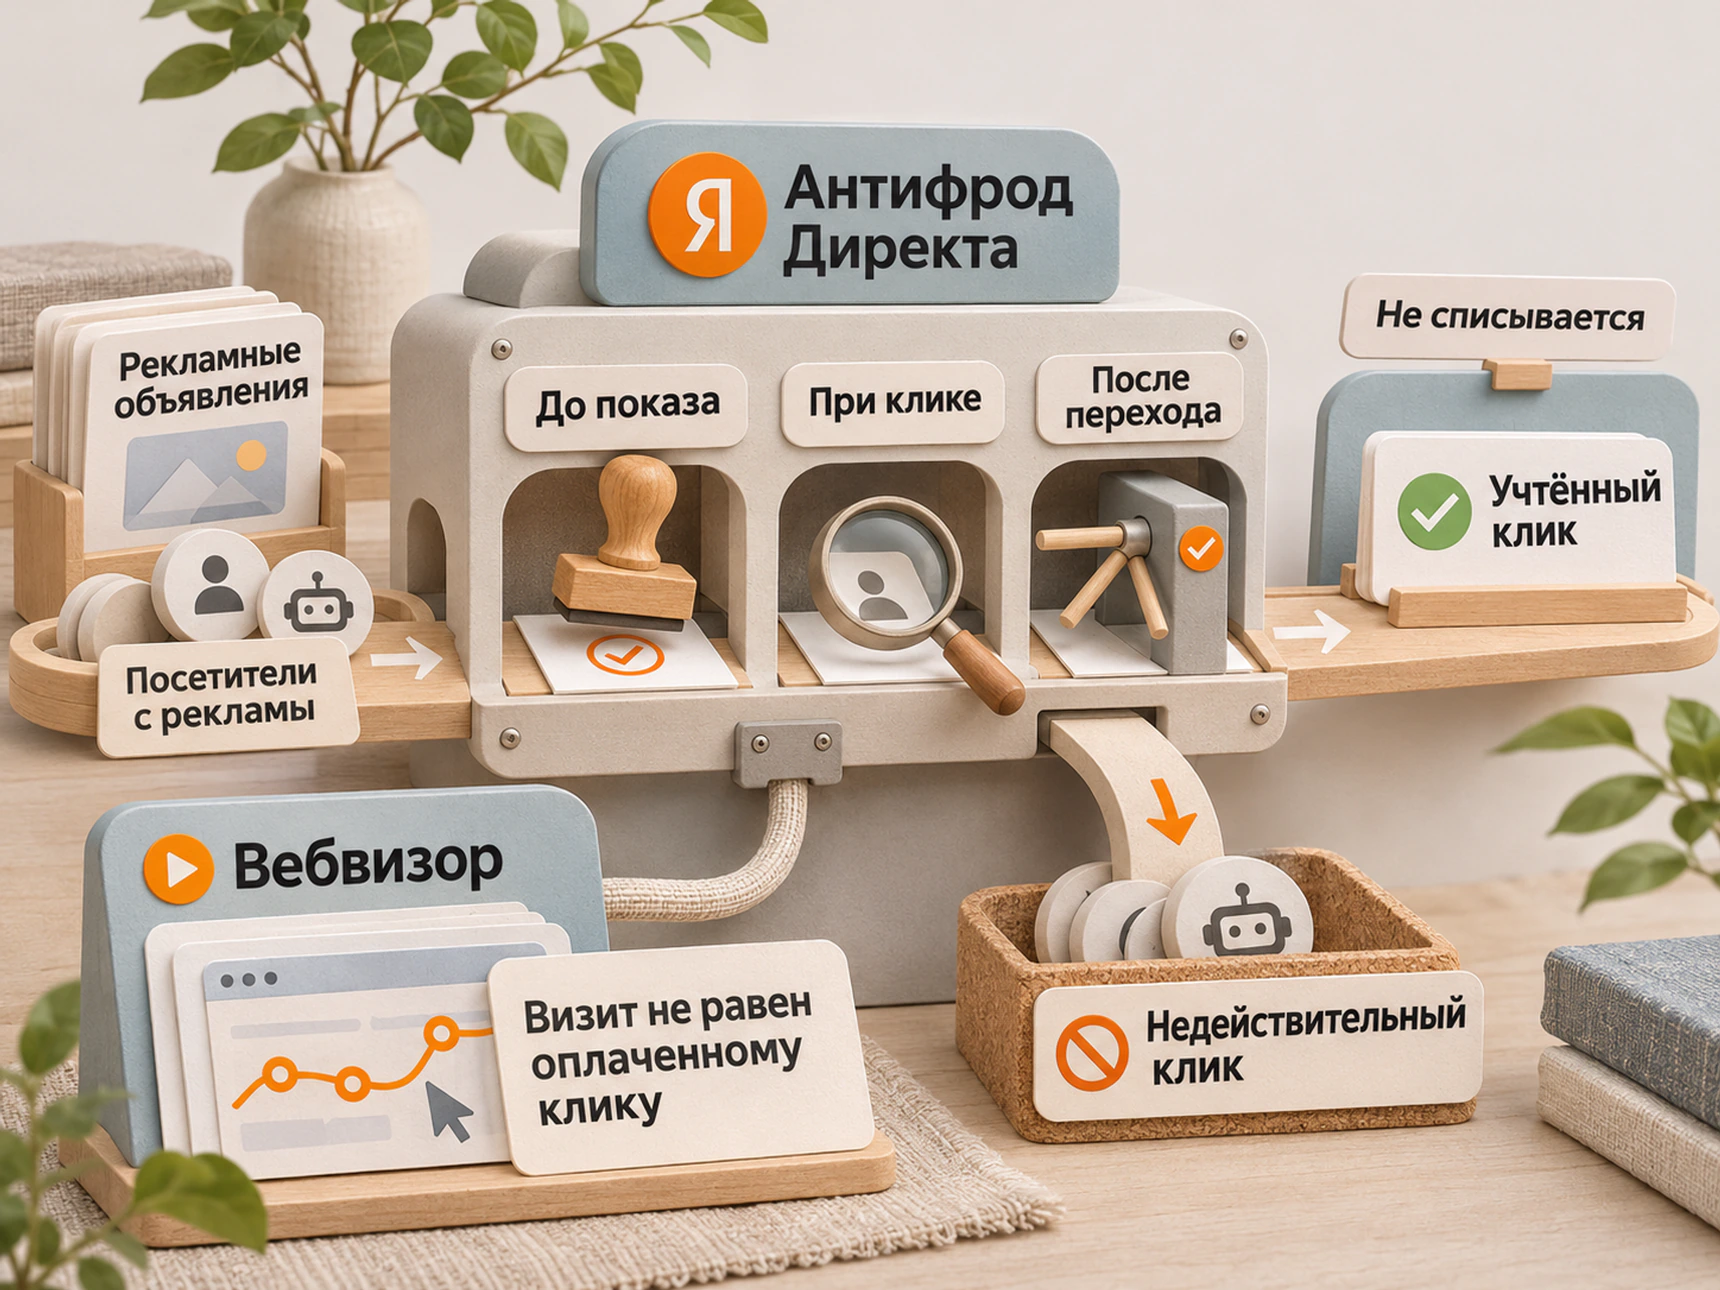 Я
Антифрод
Директа
Не списывается
Рекламные
объявления
До показа
При клике
После
перехода
Учтённый
клик
Посетители
с рекламы
Вебвизор
Визит не равен
оплаченному
клику
Недействительный
клик